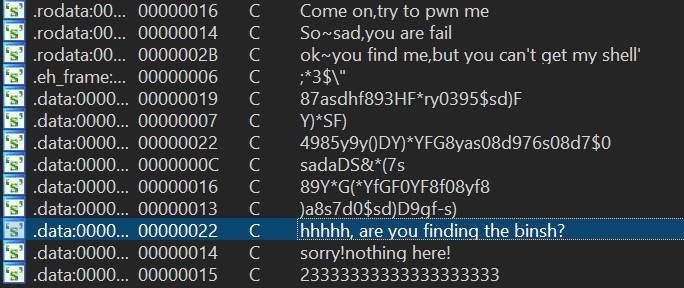 's' .rodata:00... 00000016 C Come on,try to pwn me
's' .rodata:00... 00000014 C So~sad,you are fail
's' .rodata:00... 0000002B C ok~you find me,but you can't get my shell'
's' .eh_frame:... 00000006 C ;*3$\"
's' .data:0000... 00000019 C 87asdhf893HF*ry0395$sd)F
's' .data:0000... 00000007 C Y)*SF)
's' .data:0000... 00000022 C 4985y9y()DY)*YFG8yas08d976s08d7$0
's' .data:0000... 0000000C C sadaDS&*(7s
's' .data:0000... 00000016 C 89Y*G(*YfGF0YF8f08yf8
's' .data:0000... 00000013 C )a8s7d0$sd)D9gf-s)
's' .data:0000... 00000022 C hhhhh, are you finding the binsh?
's' .data:0000... 00000014 C sorry!nothing here!
's' .data:0000... 00000015 C 23333333333333333333